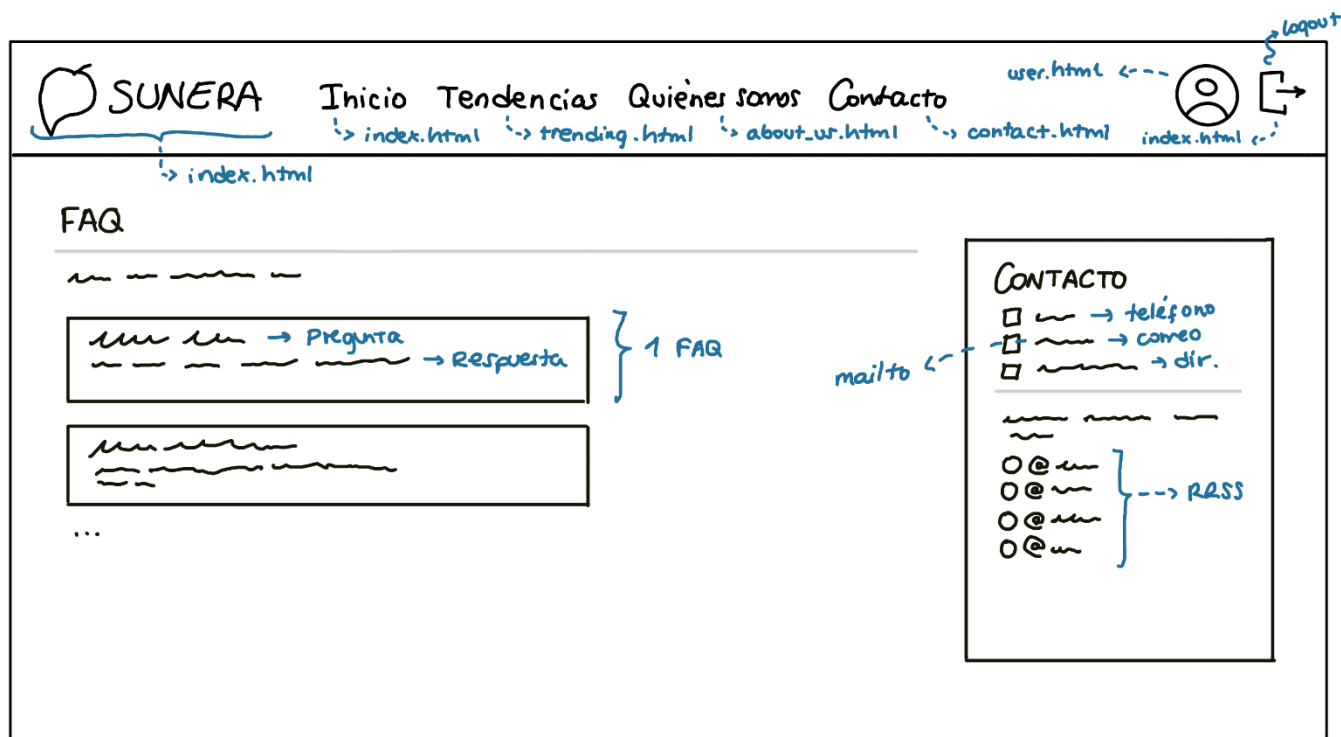 logout
user.html
SUNERA Inicio Tendencias Quiénes somos Contacto
index.html trending.html about_us.html contact.html index.html
index.html
FAQ
CONTACTO
teléfono
Pregunta
correo
1 FAQ
Respuesta
dir.
mailto
@
@
RRSS
@
@
...